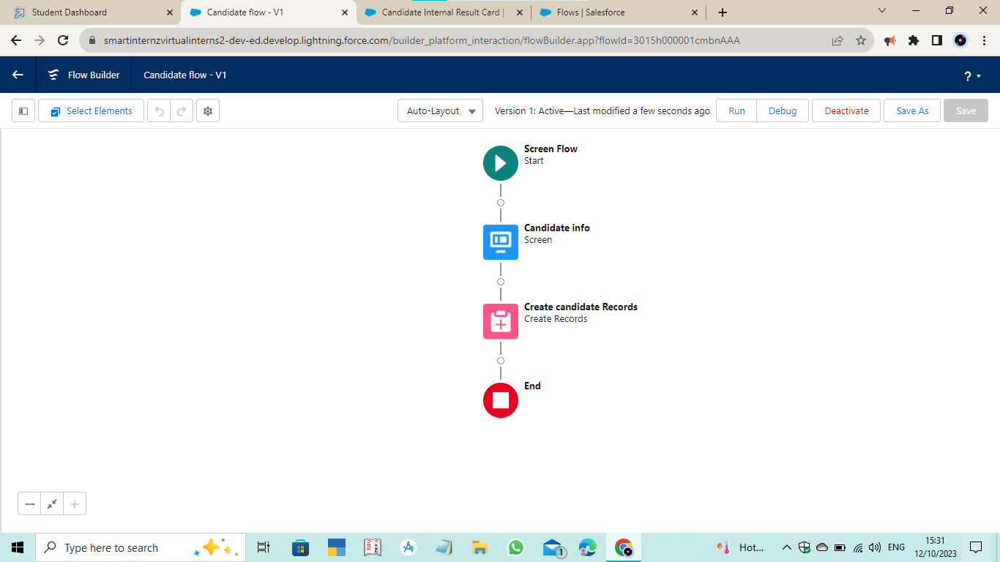 Student Dashboard
Candidate flow - V1
Candidate Internal Result Card |
Flows | Salesforce
smartinternzvirtualinterns2-dev-ed.develop.lightning.force.com/builder_platform_interaction/flowBuilder.app?flowId=3015h000001cmbnAAA
Flow Builder
Candidate flow - V1
?
Select Elements
Auto-Layout
Version 1: Active—Last modified a few seconds ago
Run
Debug
Deactivate
Save As
Save
Screen Flow
Start
Candidate info
Screen
Create candidate Records
Create Records
End
Type here to search
1
Hot...
ENG
15:31
12/10/2023